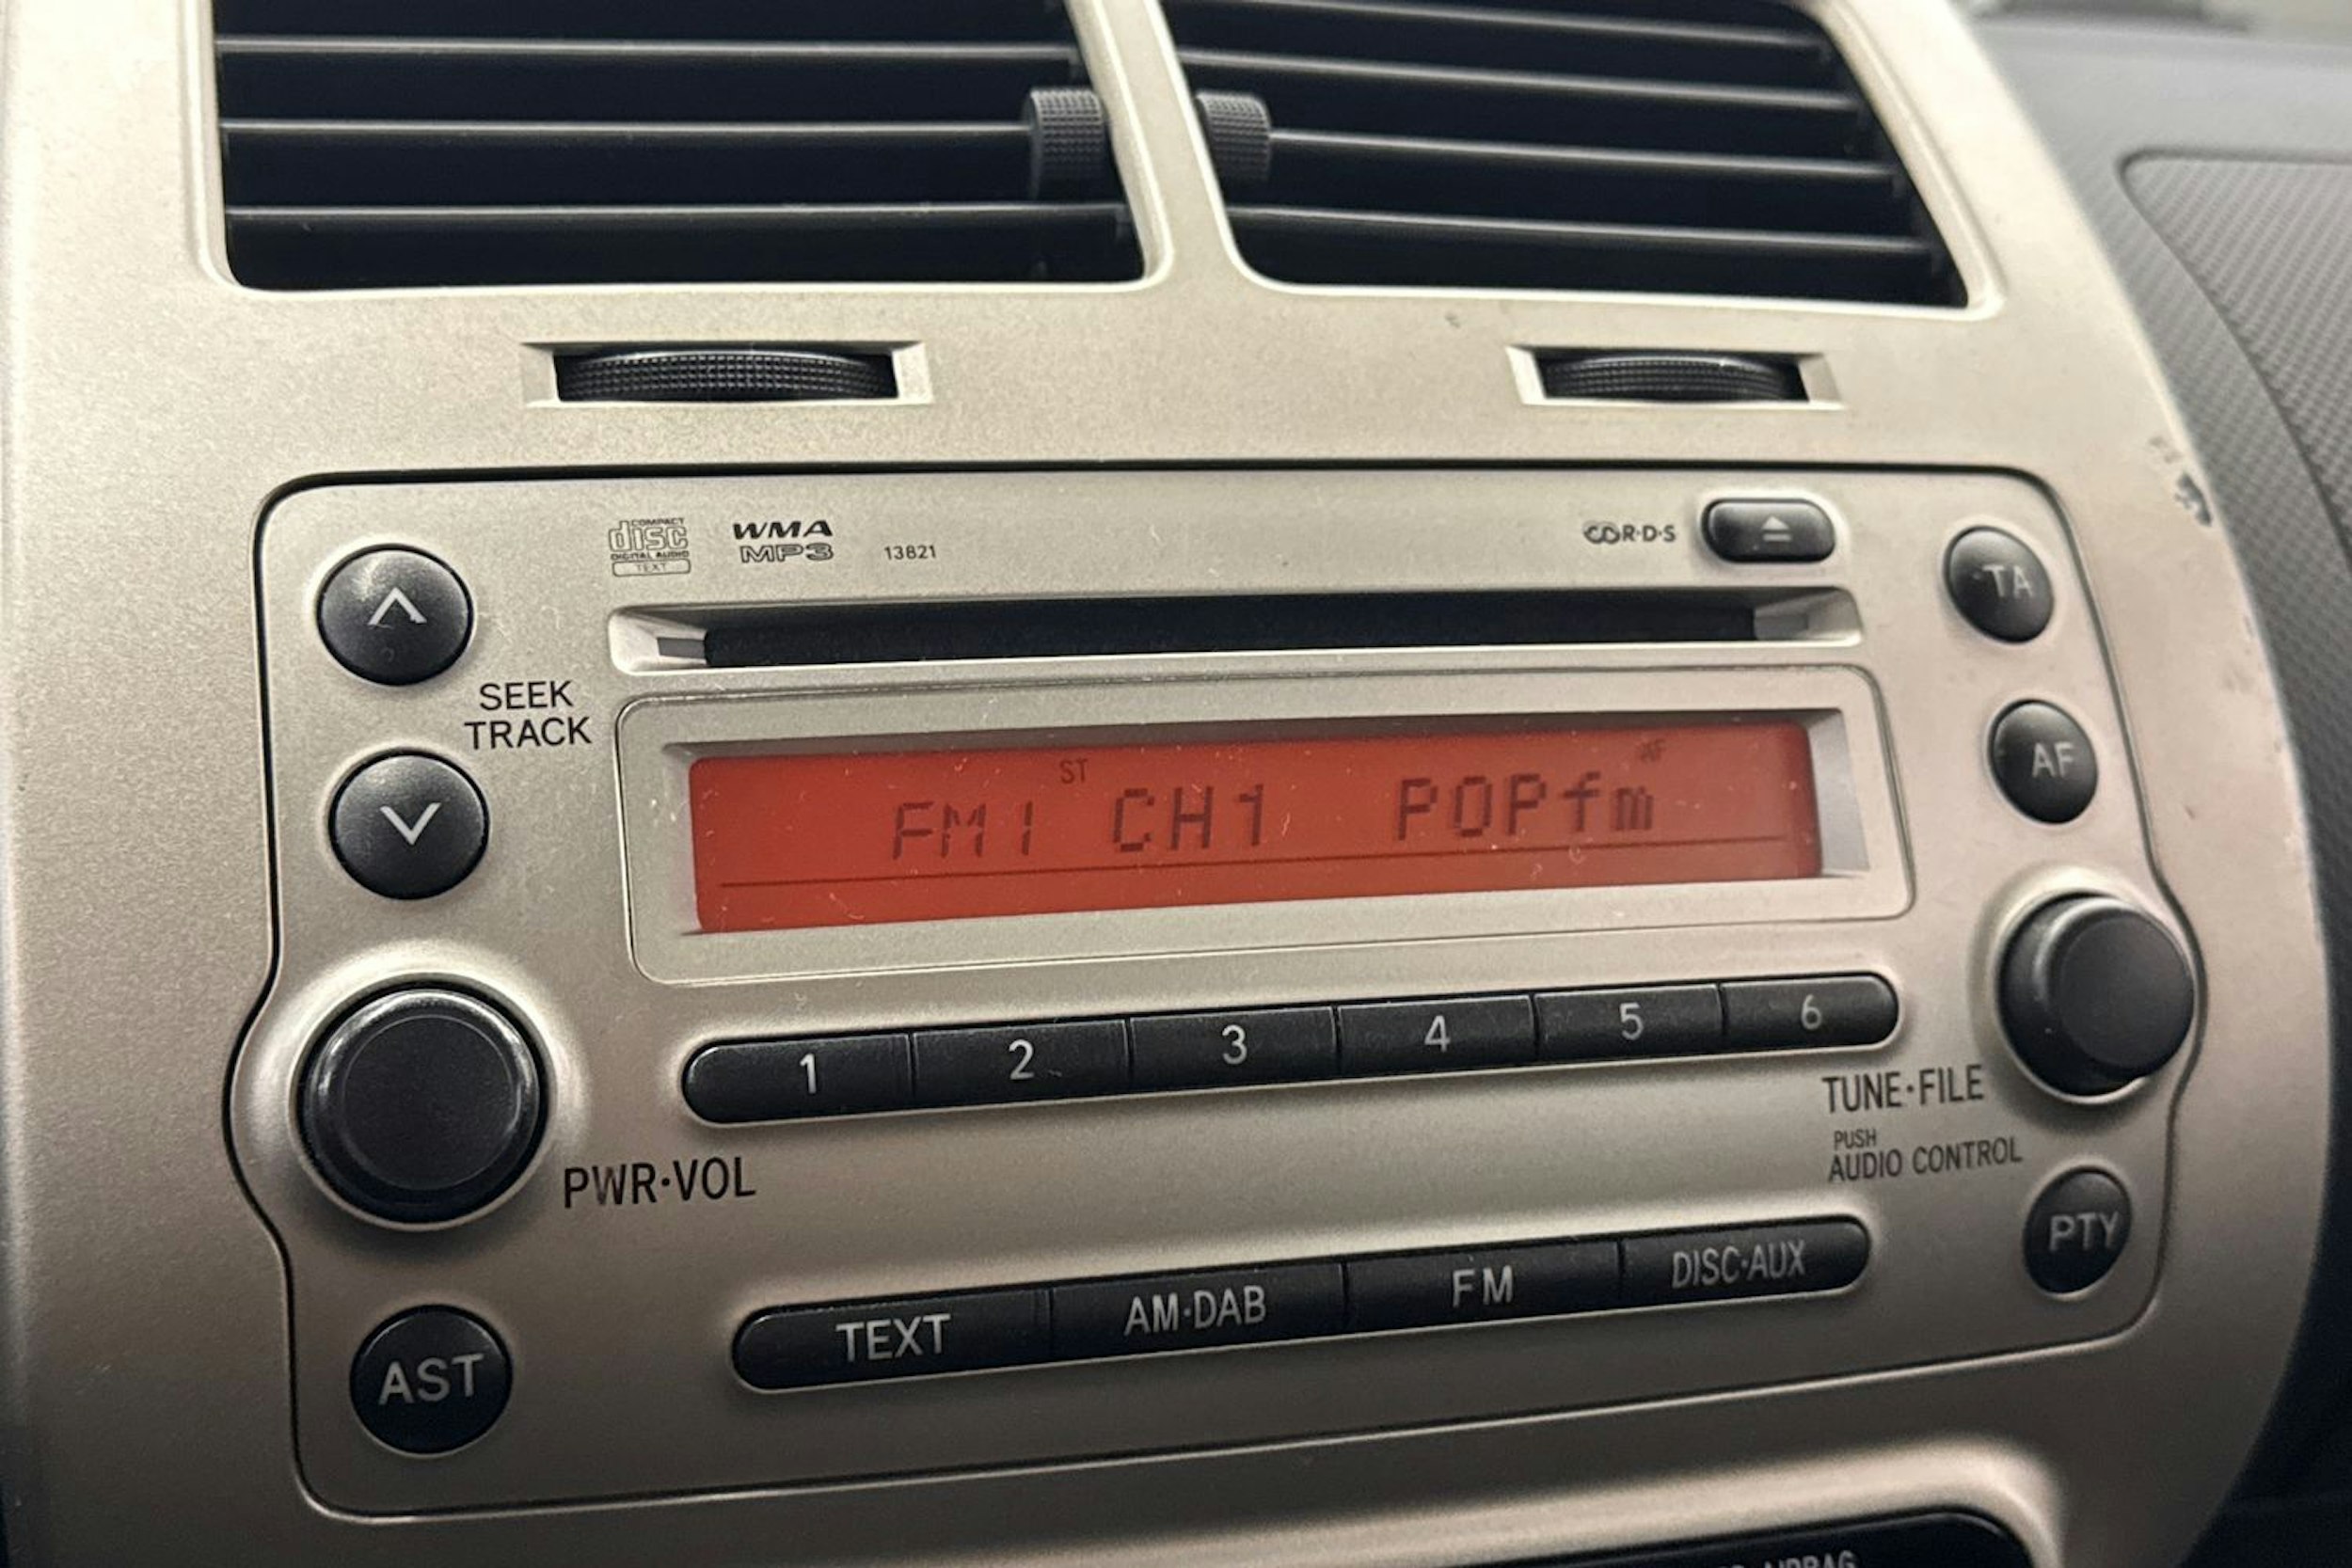 COMPACT
disc
DIGITAL AUDIO
TEXT
WMA
MP3
13821
R·D·S
TA
SEEK
TRACK
AF
ST
AF
FM1 CH1 POPfm
1 2 3 4 5 6
TUNE·FILE
PUSH
AUDIO CONTROL
PWR·VOL
PTY
TEXT AM·DAB FM DISC·AUX
AST
AIRBAG